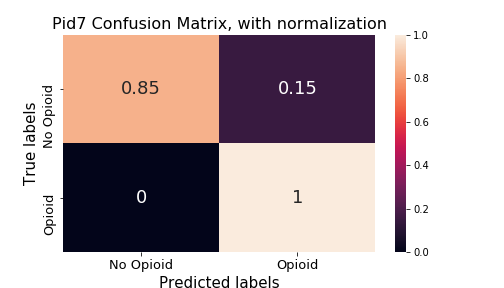 Pid7 Confusion Matrix, with normalization
True labels
No Opioid
Opioid
0.85
0.15
0
1
No Opioid
Opioid
Predicted labels
1.0
0.8
0.6
0.4
0.2
0.0